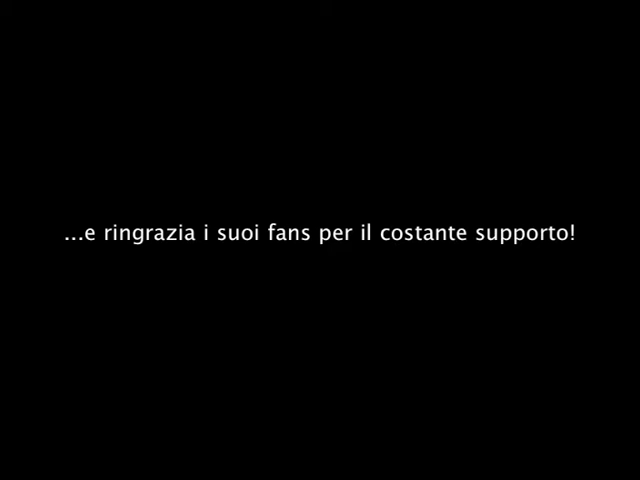 ...e ringrazia i suoi fans per il costante supporto!